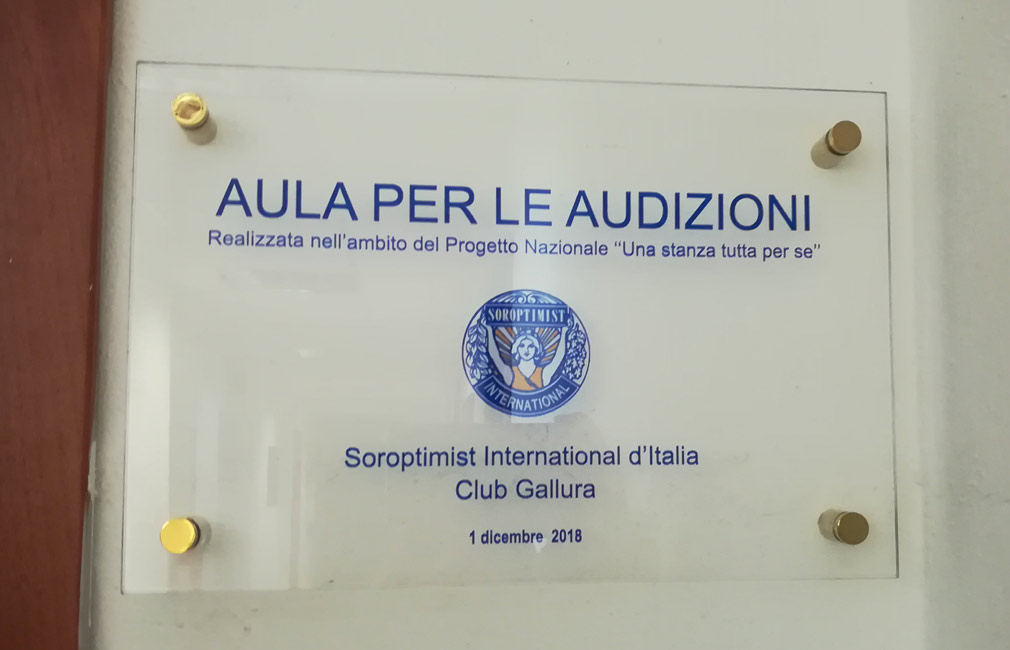 AULA PER LE AUDIZIONI
Realizzata nell'ambito del Progetto Nazionale “Una stanza tutta per se”
SOROPTIMIST
INTERNATIONAL
Soroptimist International d'Italia
Club Gallura
1 dicembre 2018